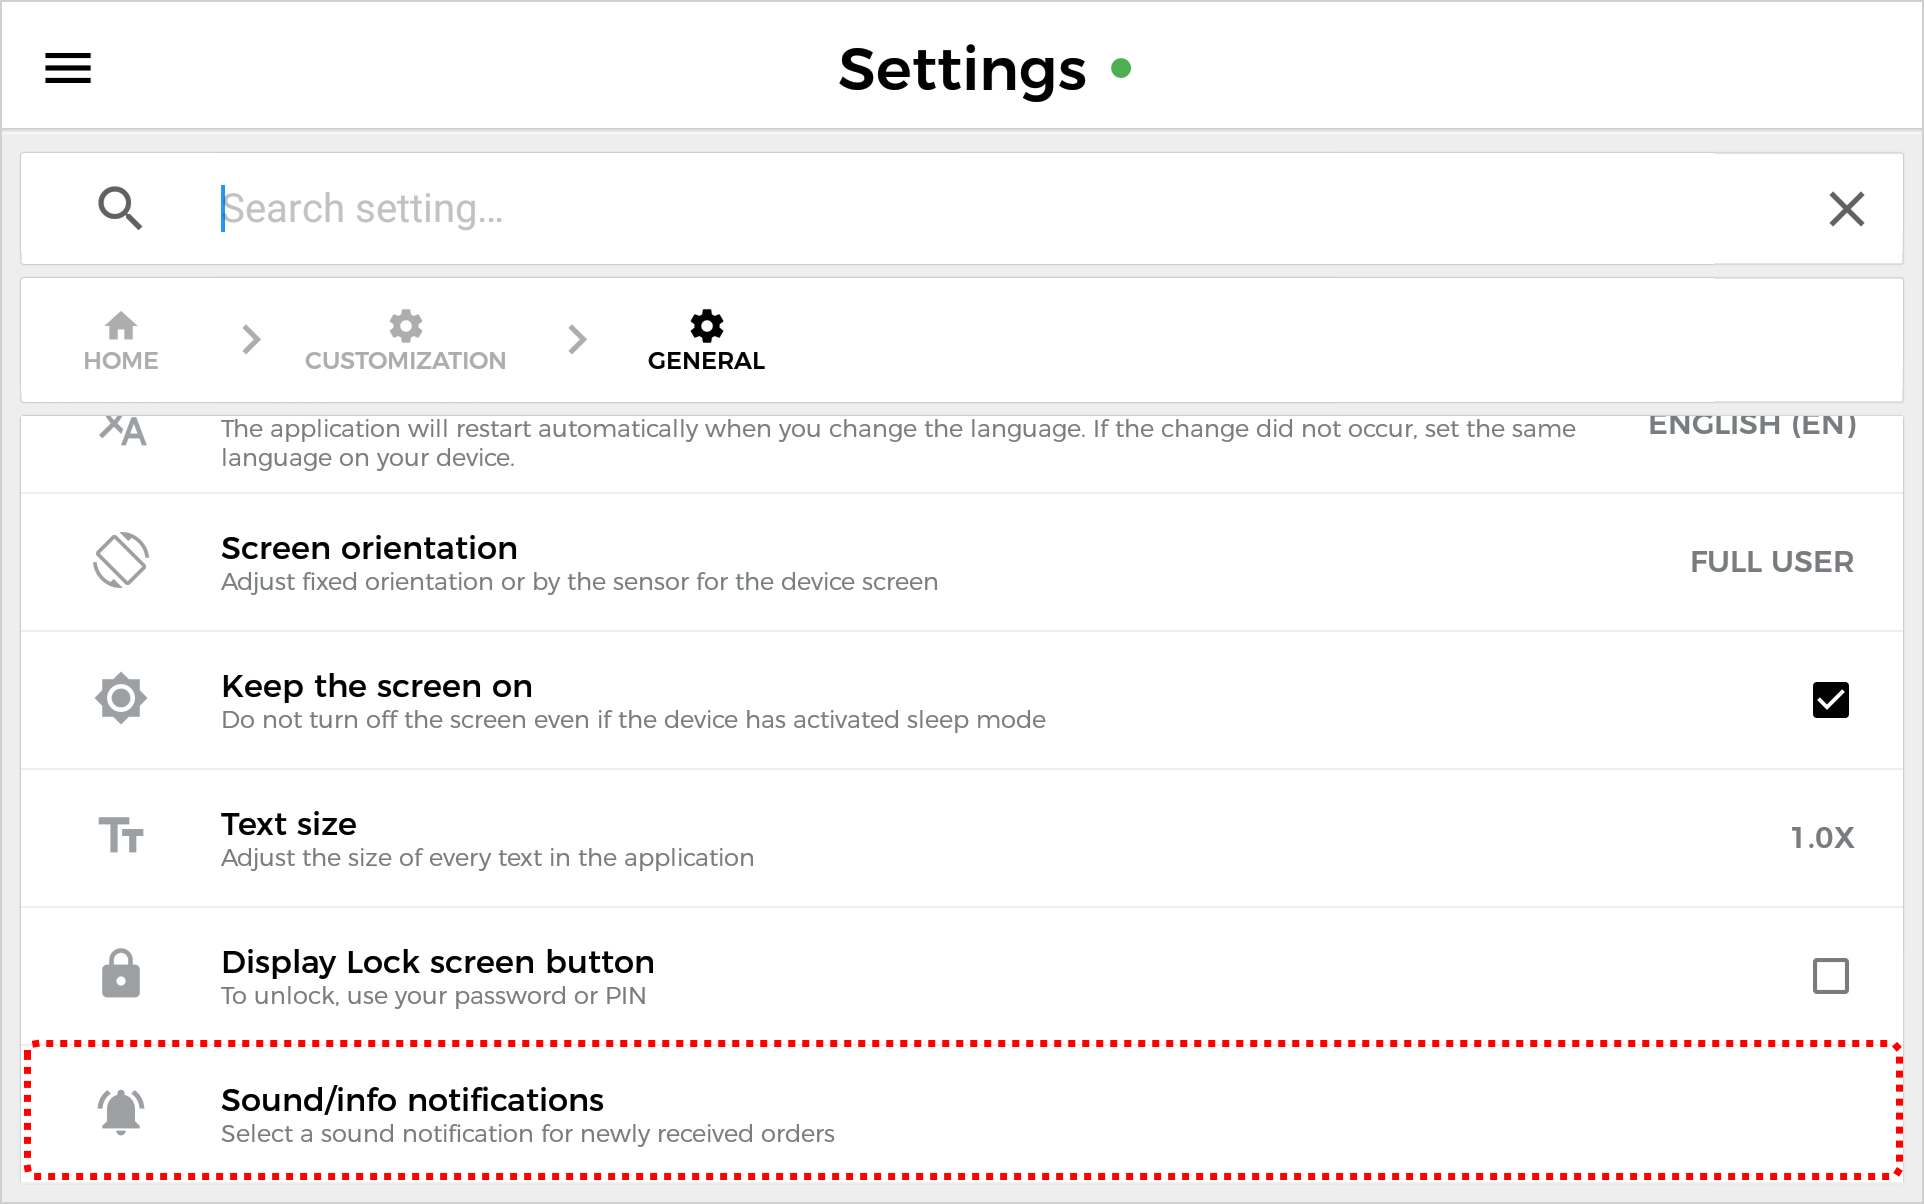 Settings
Search setting...
HOME
CUSTOMIZATION
GENERAL
The application will restart automatically when you change the language. If the change did not occur, set the same
language on your device.
ENGLISH (EN)
Screen orientation
Adjust fixed orientation or by the sensor for the device screen
FULL USER
Keep the screen on
Do not turn off the screen even if the device has activated sleep mode
Text size
Adjust the size of every text in the application
1.0X
Display Lock screen button
To unlock, use your password or PIN
Sound/info notifications
Select a sound notification for newly received orders